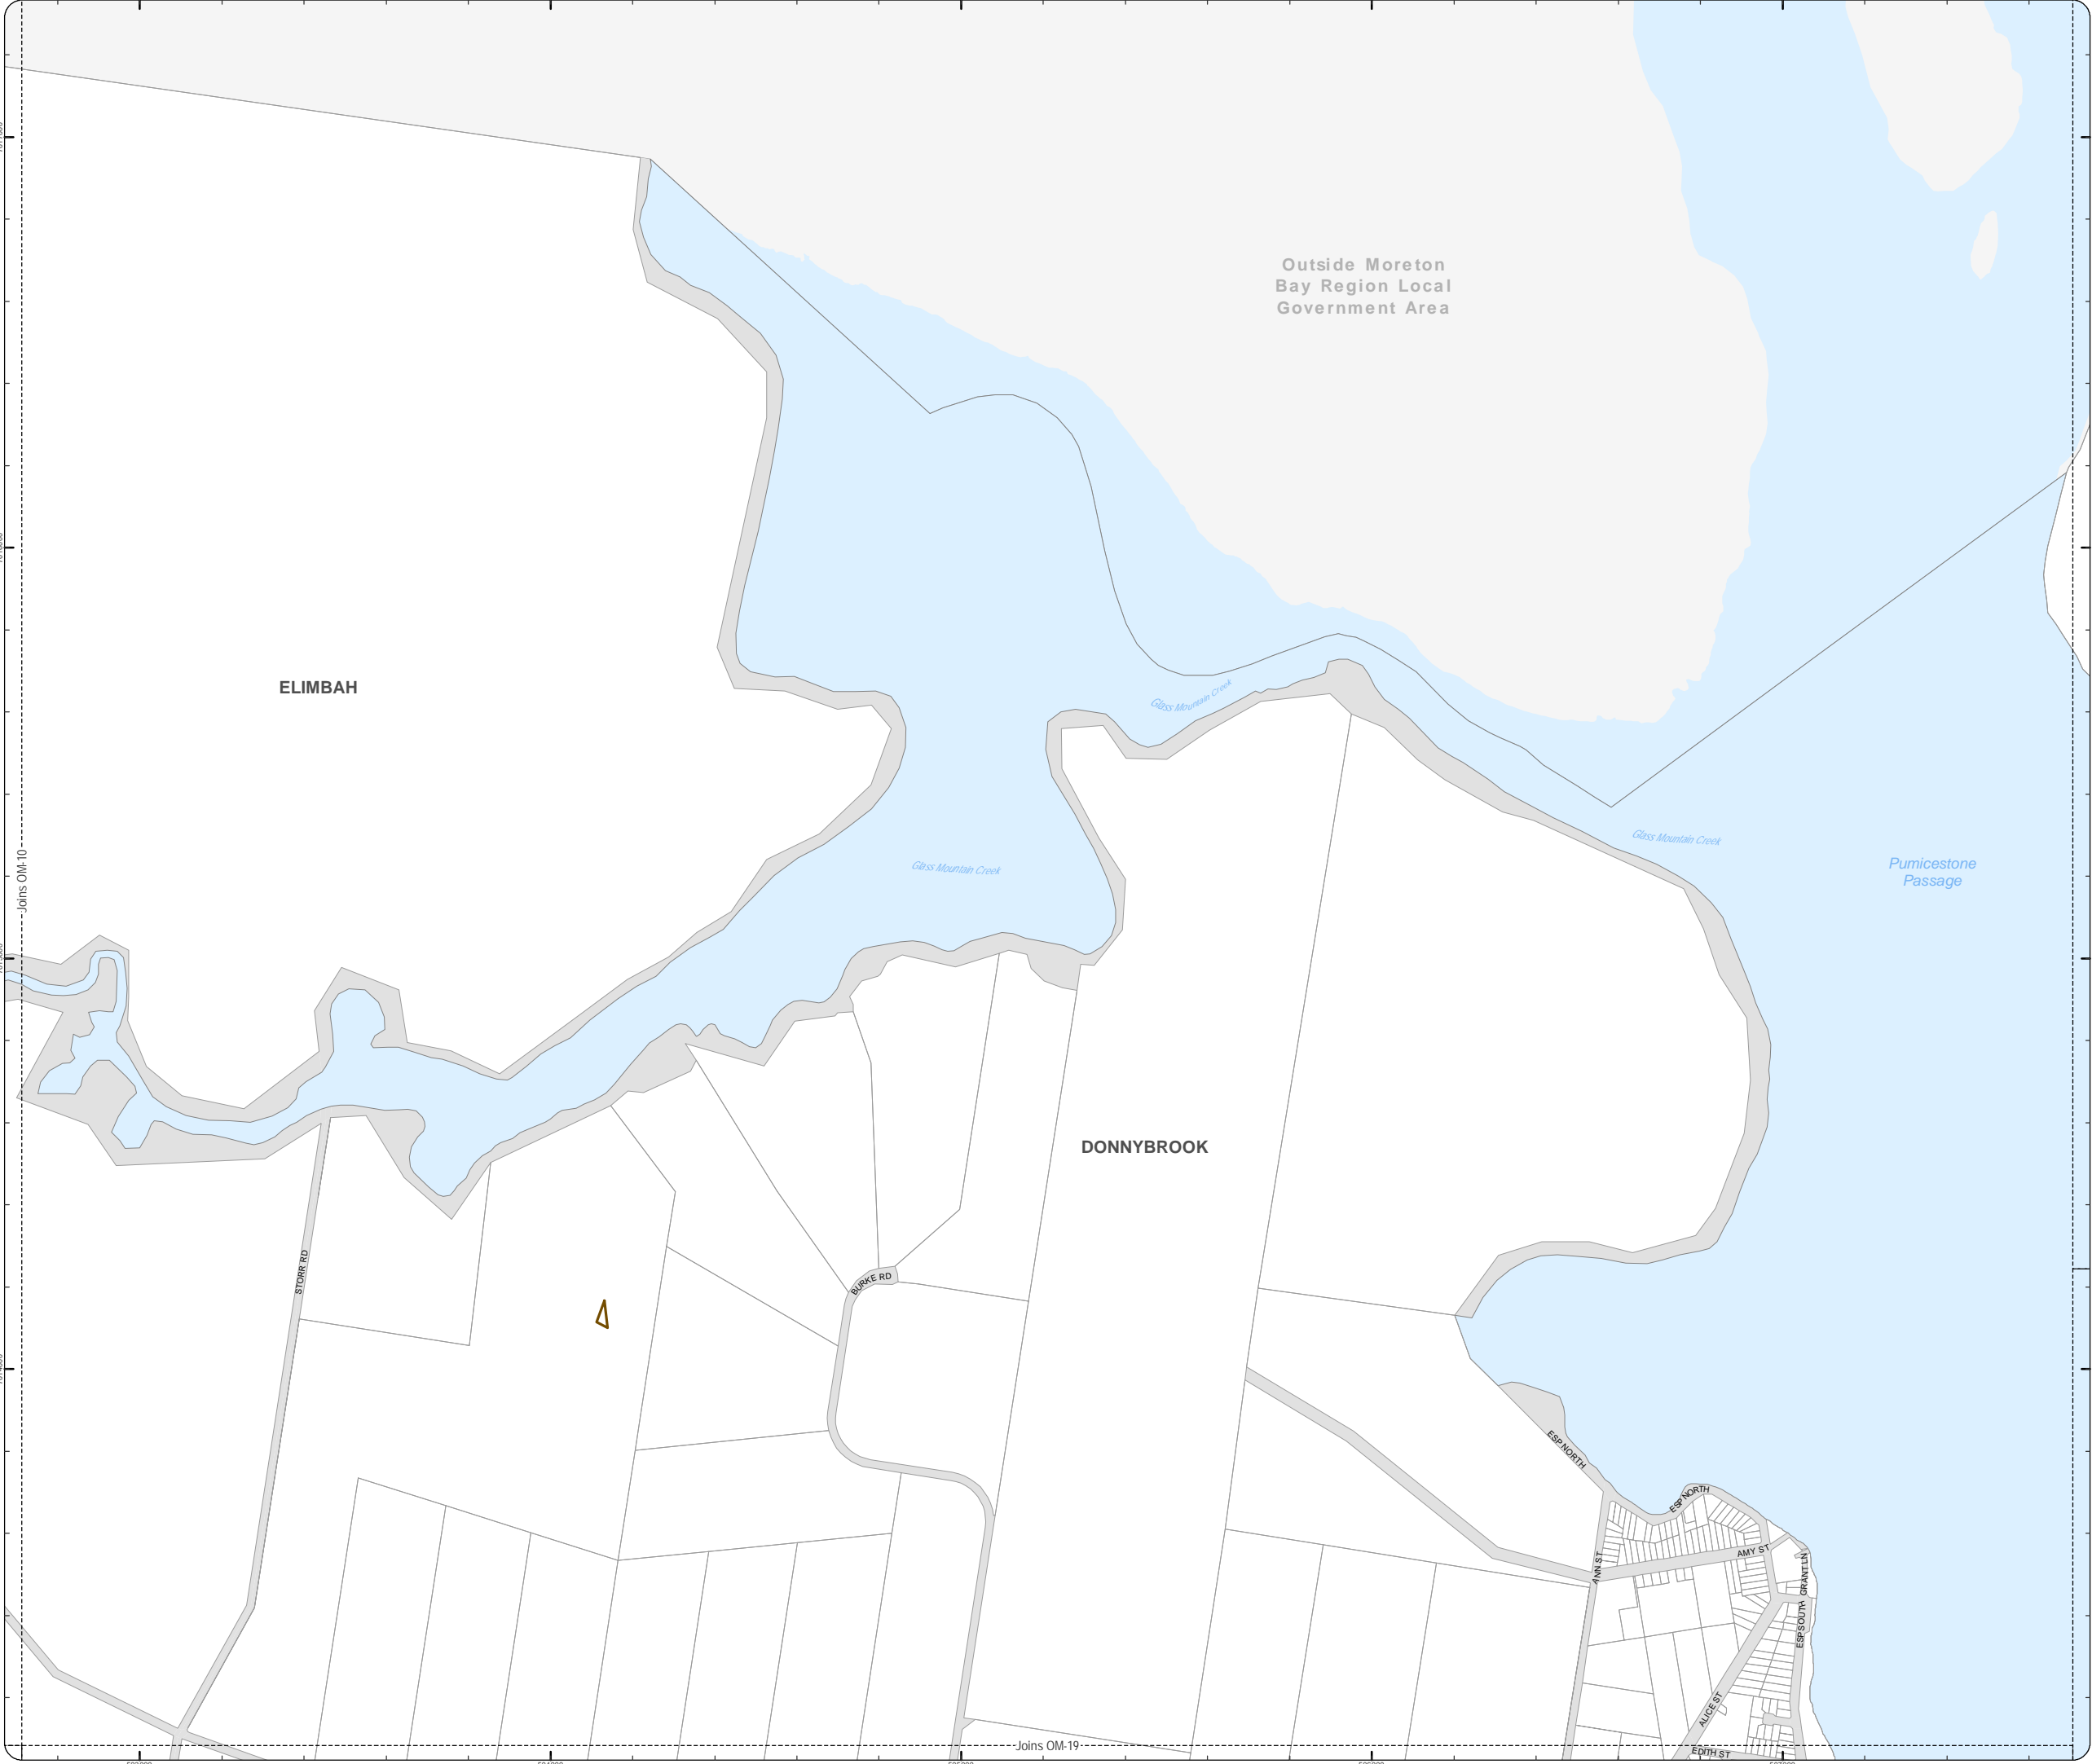 Outside Moreton
Bay Region Local
Government Area
ELIMBAH
Glass Mountain Creek
Glass Mountain Creek
Pumicestone
Passage
Glass Mountain Creek
Joins OM-10
DONNYBROOK
STORR RD
BURKE RD
ESP NORTH
ESP NORTH
AMY ST
ANN ST
GRANT LN
ESP SOUTH
ALICE ST
EDITH ST
Joins OM-19